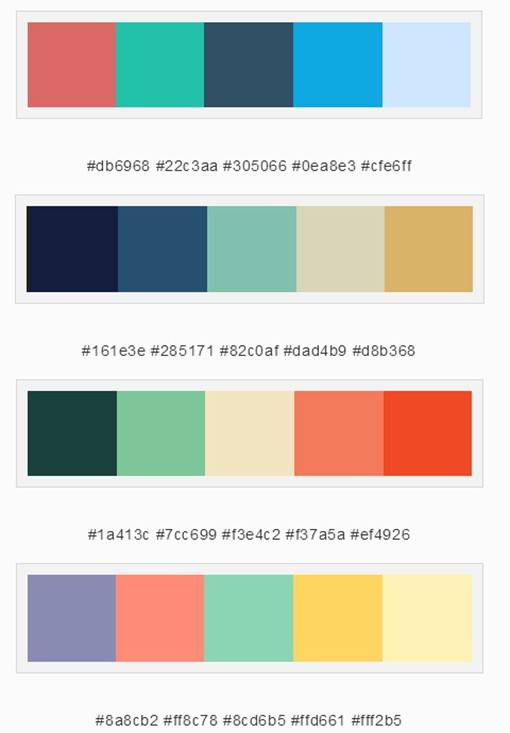 #db6968 #22c3aa #305066 #0ea8e3 #cfe6ff
#161e3e #285171 #82c0af #dad4b9 #d8b368
#1a413c #7cc699 #f3e4c2 #f37a5a #ef4926
#8a8cb2 #ff8c78 #8cd6b5 #ffd661 #fff2b5